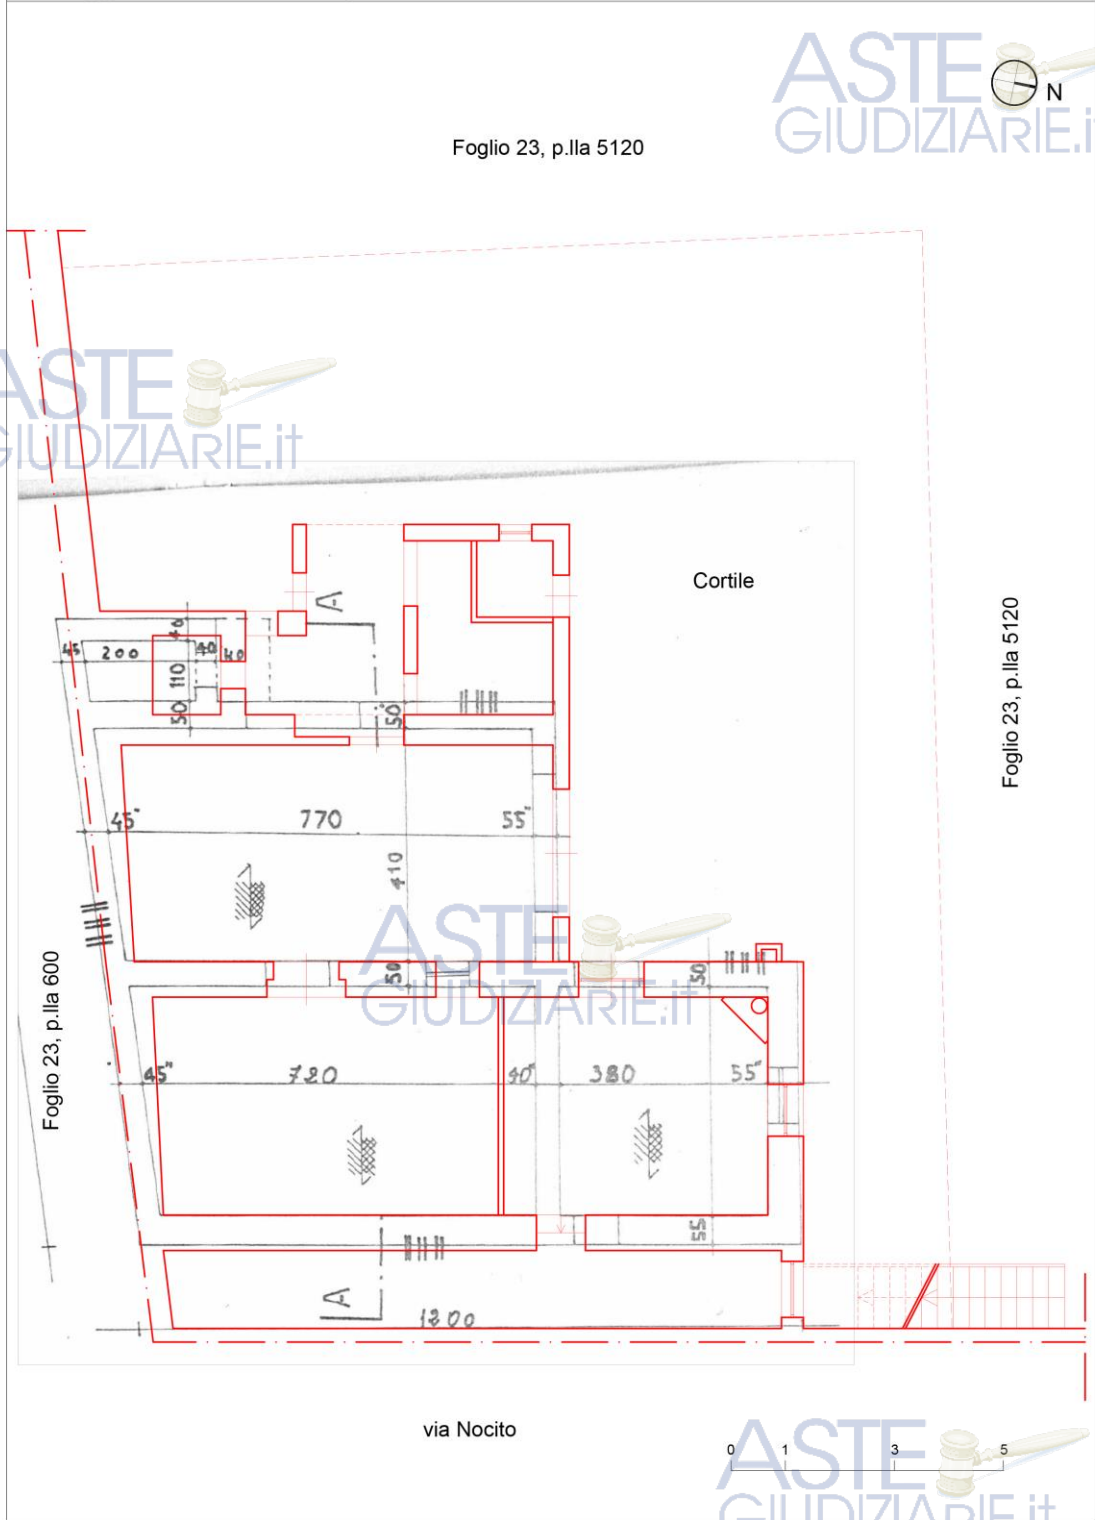 ASTE
GIUDIZIARIE.it
N
Foglio 23, p.lla 5120
ASTE
GIUDIZIARIE.it
Cortile
A
40
45
200
40
40
110
50
50
Foglio 23, p.lla 5120
45
770
55
410
ASTE
GIUDIZIARIE.it
50
50
Foglio 23, p.lla 600
45
720
40
380
55
55
A
1200
via Nocito
0 1 3 5
ASTE
GIUDIZIARIE.it